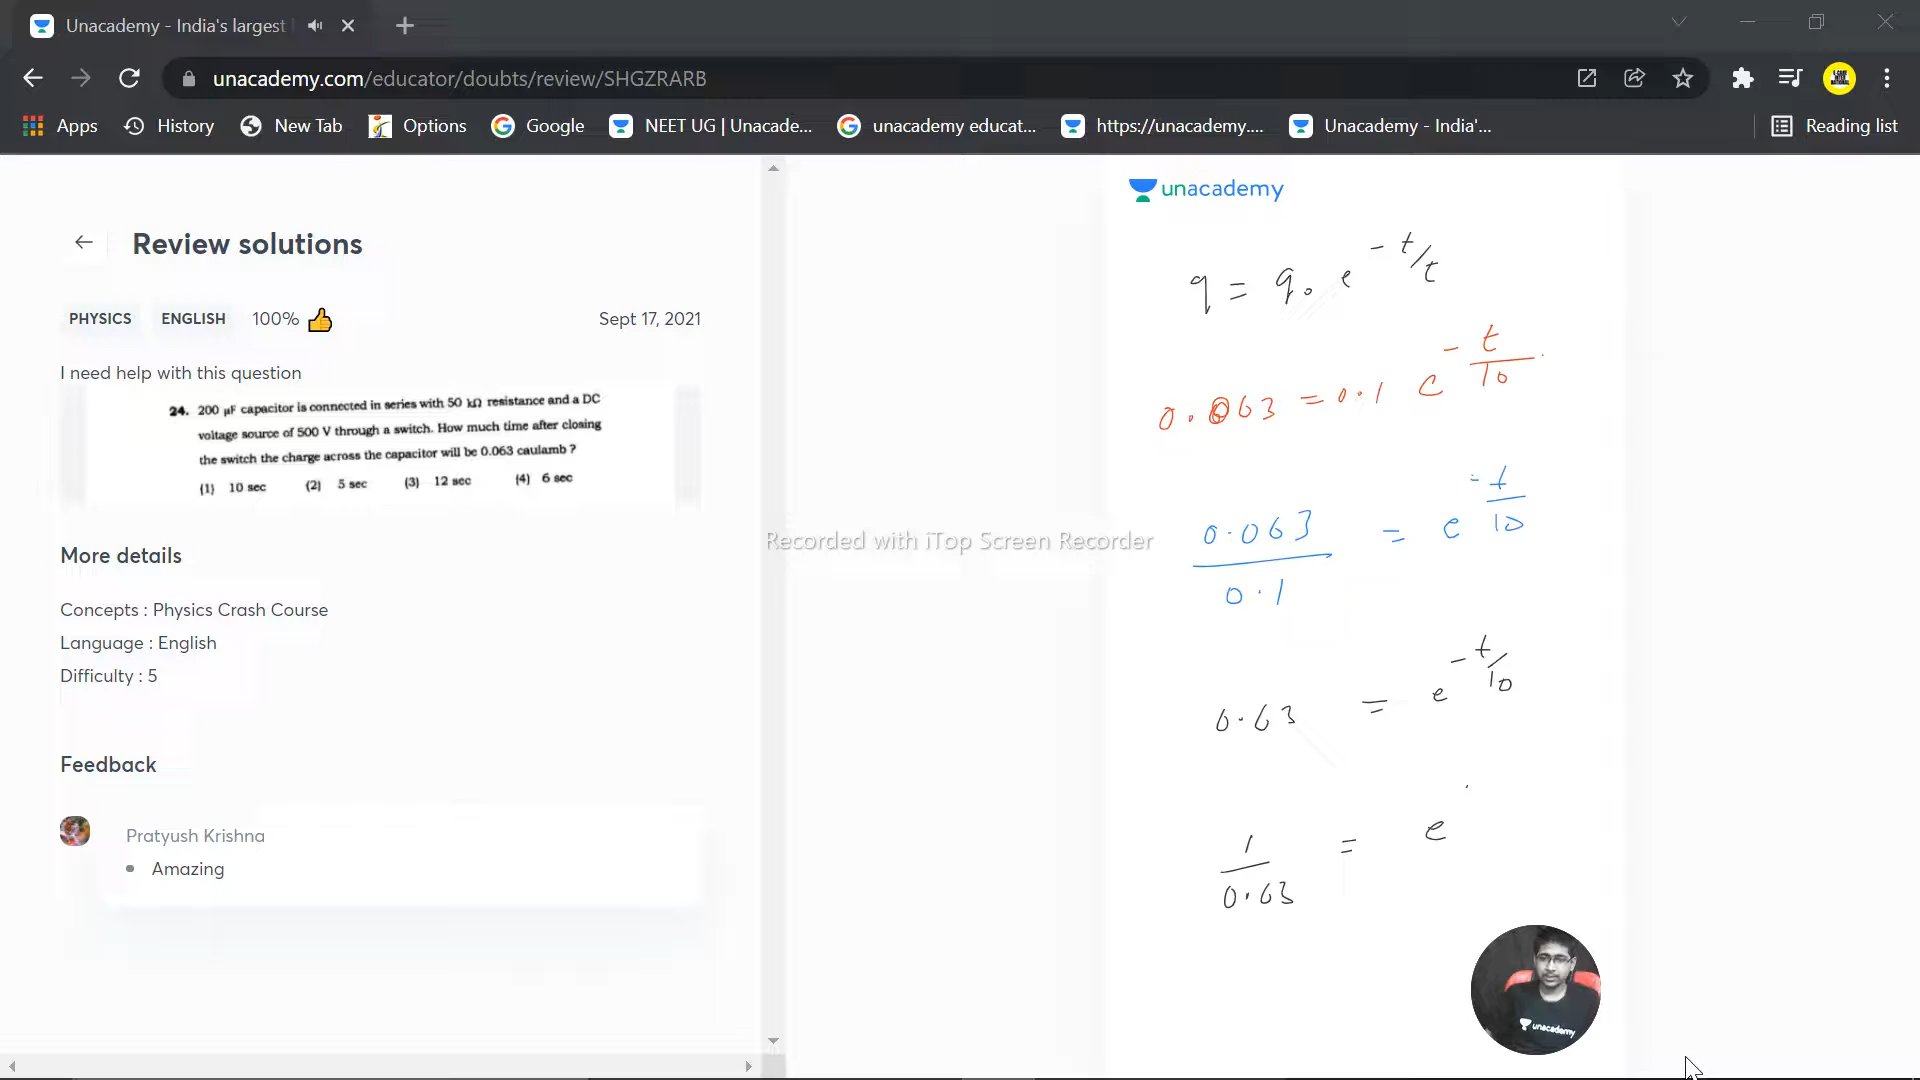 Unacademy - India's largest
unacademy.com/educator/doubts/review/SHGZRARB
Apps History New Tab Options Google NEET UG | Unacade... unacademy educat... https://unacademy.... Unacademy - India'... Reading list
unacademy
Review solutions
PHYSICS ENGLISH 100% 👍 Sept 17, 2021
I need help with this question
24. 200 μF capacitor is connected in series with 50 kΩ resistance and a DC
voltage source of 500 V through a switch. How much time after closing
the switch the charge across the capacitor will be 0.063 caulamb ?
(1) 10 sec (2) 5 sec (3) 12 sec (4) 6 sec
More details
Concepts : Physics Crash Course
Language : English
Difficulty : 5
Feedback
Pratyush Krishna
• Amazing
q = q₀ e^-t/τ
0.063 = 0.1 e^-t/10
0.063/0.1 = e^-t/10
0.63 = e^-t/10
1/0.63 = e
Recorded with iTop Screen Recorder
unacademy